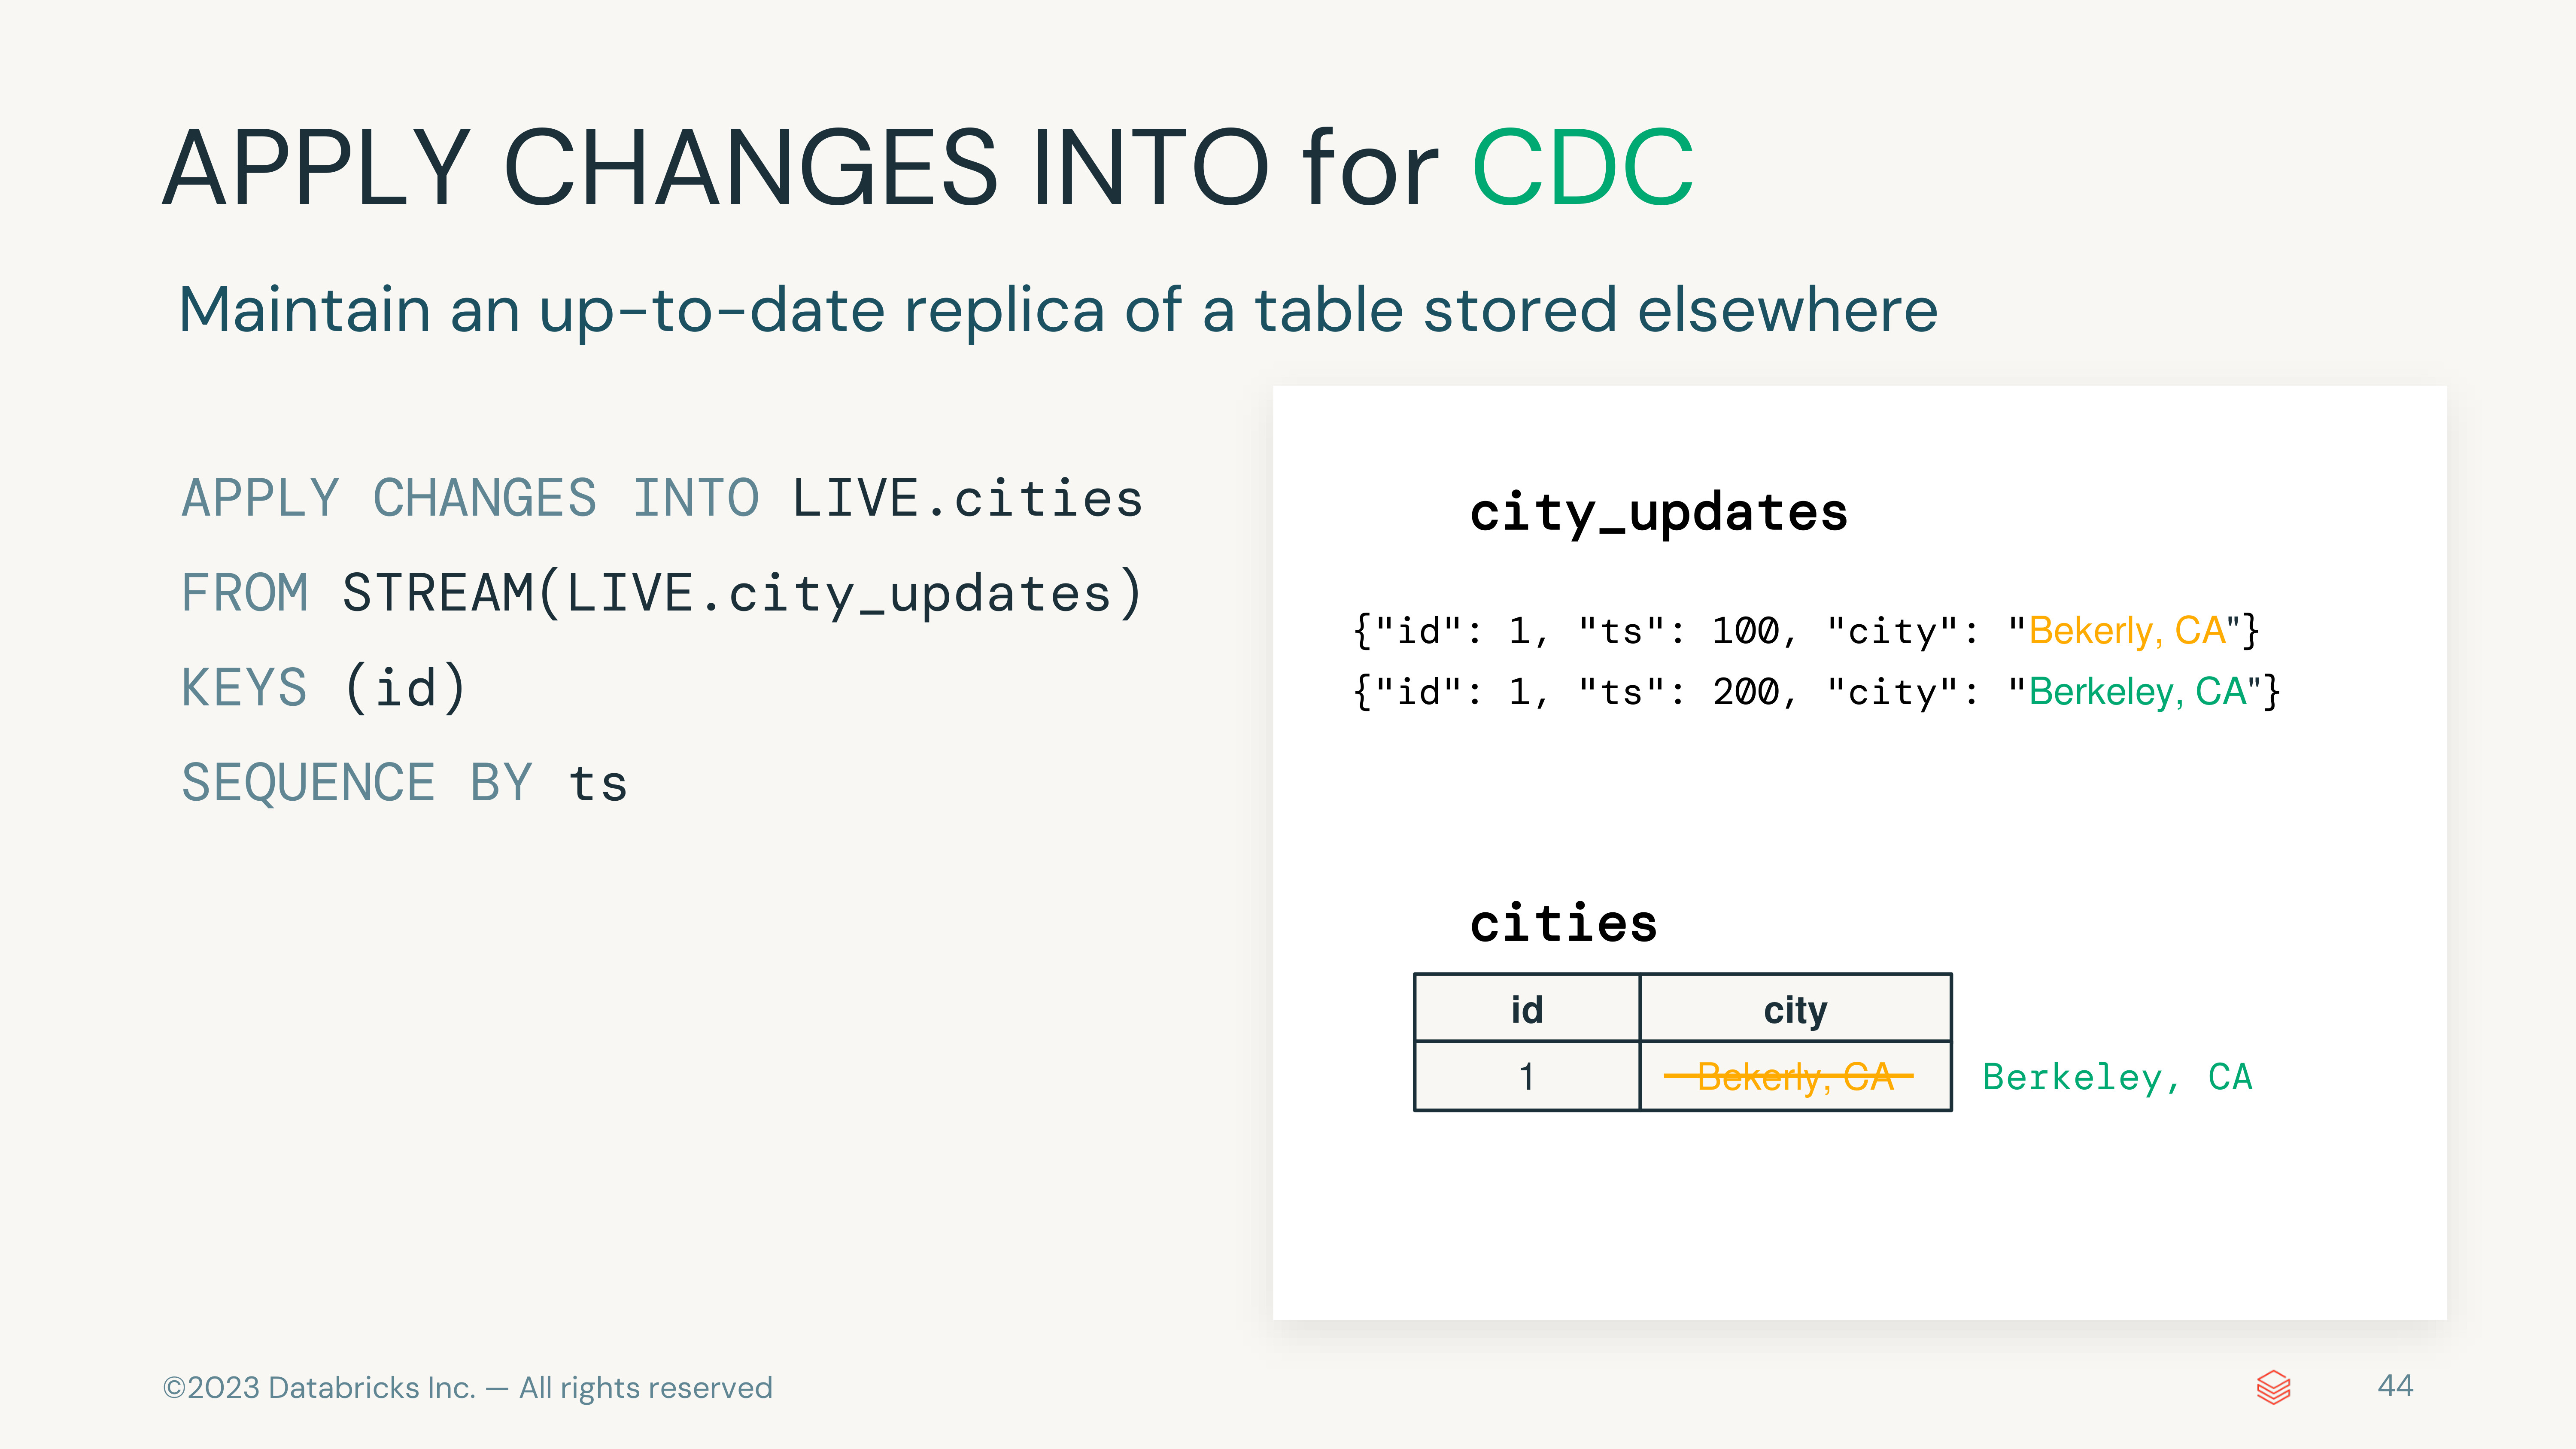 APPLY CHANGES INTO for CDC
Maintain an up-to-date replica of a table stored elsewhere
APPLY CHANGES INTO LIVE.cities
FROM STREAM(LIVE.city_updates)
KEYS (id)
SEQUENCE BY ts
city_updates
{"id": 1, "ts": 100, "city": "Bekerly, CA"}
{"id": 1, "ts": 200, "city": "Berkeley, CA"}
cities
id city
1 Bekerly, CA Berkeley, CA
©2023 Databricks Inc. — All rights reserved
44